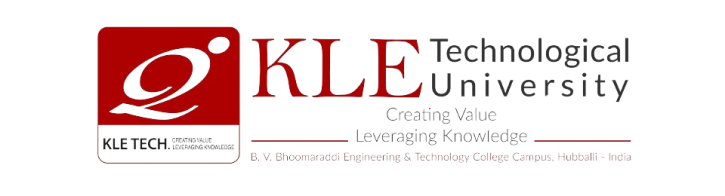 KLE Technological
University
Creating Value
Leveraging Knowledge
KLE TECH. CREATING VALUE
LEVERAGING KNOWLEDGE
B. V. Bhoomaraddi Engineering & Technology College Campus, Hubballi - India